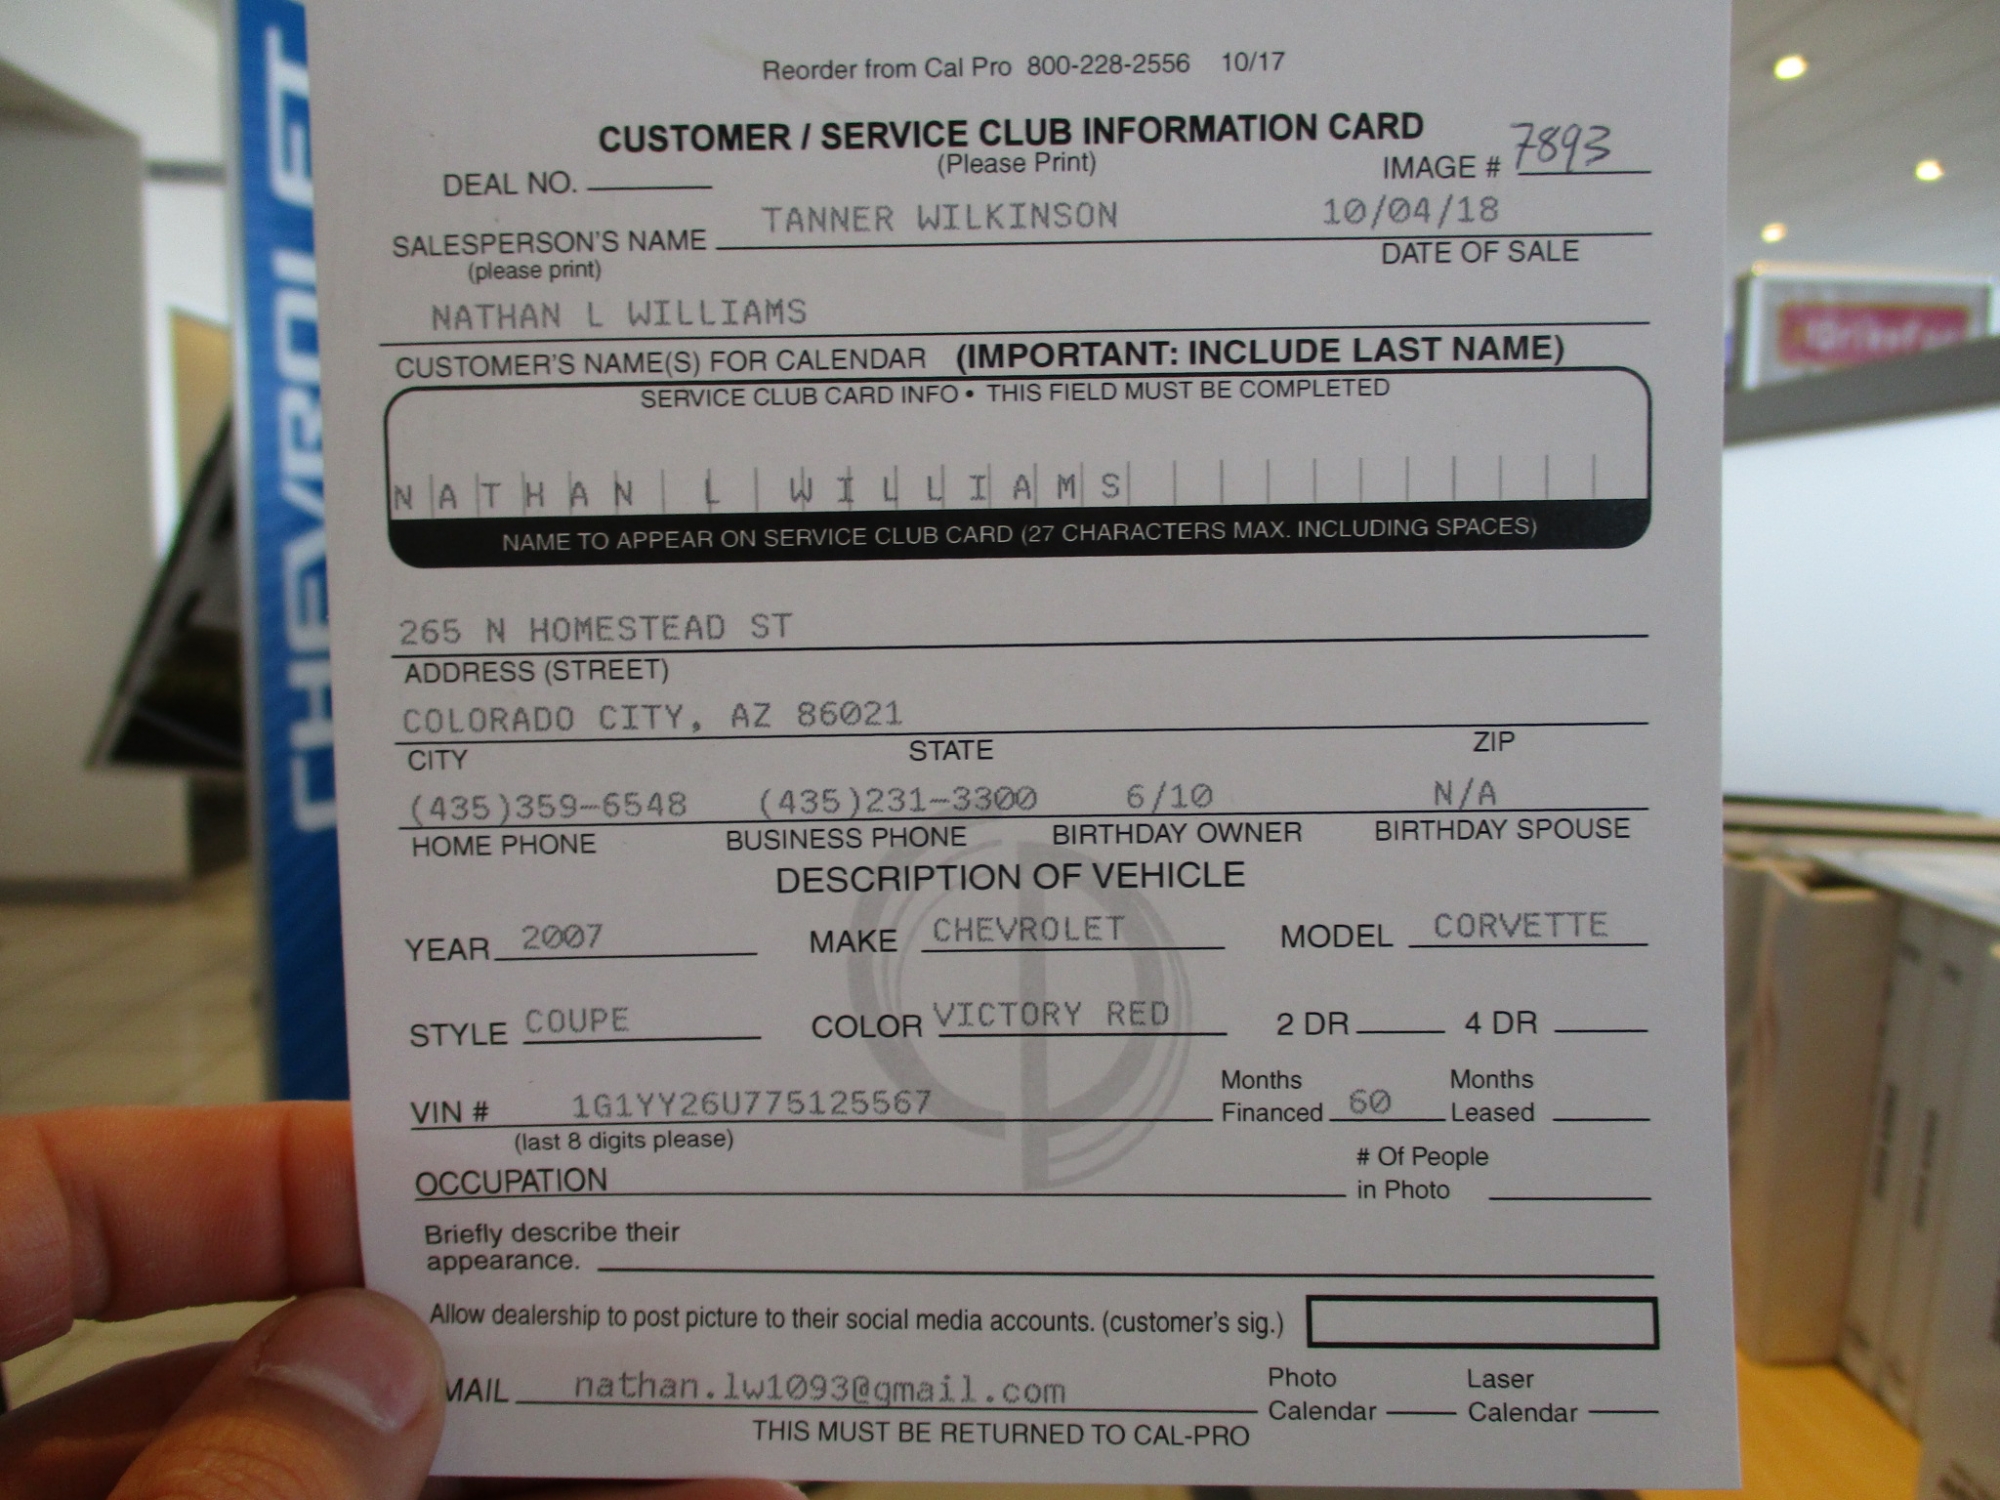 CHEVROLET
Reorder from Cal Pro 800-228-2556 10/17
CUSTOMER / SERVICE CLUB INFORMATION CARD
(Please Print)
DEAL NO. IMAGE # 7893
SALESPERSON'S NAME TANNER WILKINSON 10/04/18
(please print) DATE OF SALE
NATHAN L WILLIAMS
CUSTOMER'S NAME(S) FOR CALENDAR (IMPORTANT: INCLUDE LAST NAME)
SERVICE CLUB CARD INFO • THIS FIELD MUST BE COMPLETED
NATHAN L WILLIAMS
NAME TO APPEAR ON SERVICE CLUB CARD (27 CHARACTERS MAX. INCLUDING SPACES)
265 N HOMESTEAD ST
ADDRESS (STREET)
COLORADO CITY, AZ 86021
CITY STATE ZIP
(435)359-6548 (435)231-3300 6/10 N/A
HOME PHONE BUSINESS PHONE BIRTHDAY OWNER BIRTHDAY SPOUSE
DESCRIPTION OF VEHICLE
YEAR 2007 MAKE CHEVROLET MODEL CORVETTE
STYLE COUPE COLOR VICTORY RED 2 DR 4 DR
VIN # 1G1YY26U775125567 Months Financed 60 Months Leased
(last 8 digits please)
OCCUPATION # Of People in Photo
Briefly describe their
appearance.
Allow dealership to post picture to their social media accounts. (customer's sig.)
MAIL nathan.lw1093@gmail.com Photo Calendar Laser Calendar
THIS MUST BE RETURNED TO CAL-PRO